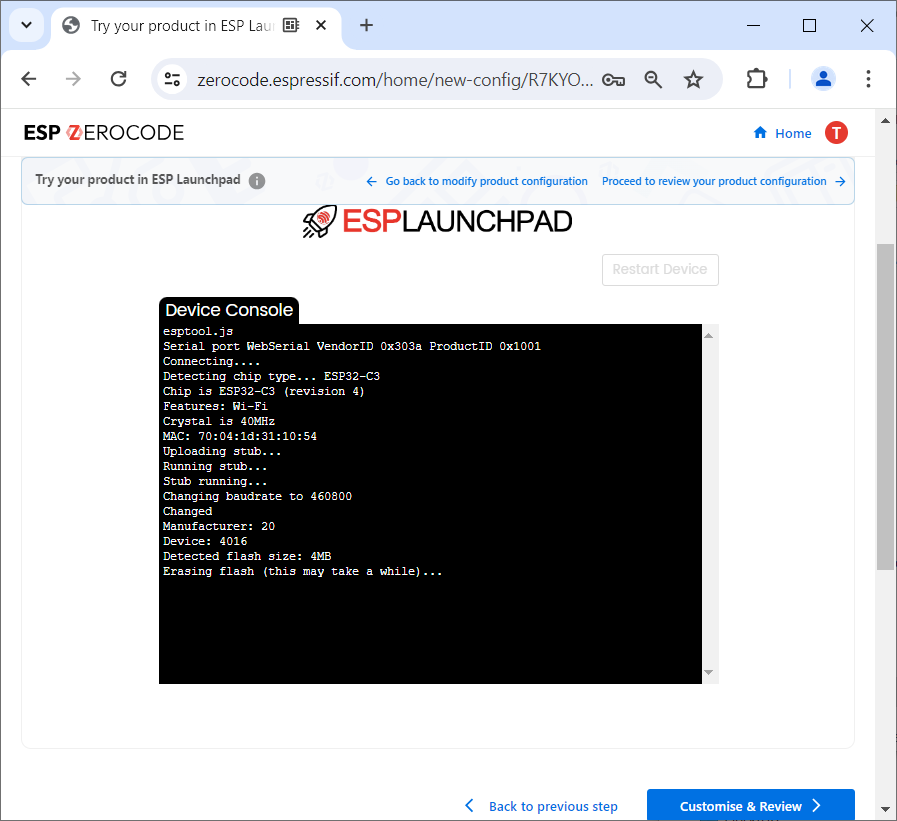 Try your product in ESP Lau
zerocode.espressif.com/home/new-config/R7KYO...
ESP ZEROCODE
Home
T
Try your product in ESP Launchpad
Go back to modify product configuration
Proceed to review your product configuration
ESPLAUNCHPAD
Restart Device
Device Console
esptool.js
Serial port WebSerial VendorID 0x303a ProductID 0x1001
Connecting....
Detecting chip type... ESP32-C3
Chip is ESP32-C3 (revision 4)
Features: Wi-Fi
Crystal is 40MHz
MAC: 70:04:1d:31:10:54
Uploading stub...
Running stub...
Stub running...
Changing baudrate to 460800
Changed
Manufacturer: 20
Device: 4016
Detected flash size: 4MB
Erasing flash (this may take a while)...
Back to previous step
Customise & Review